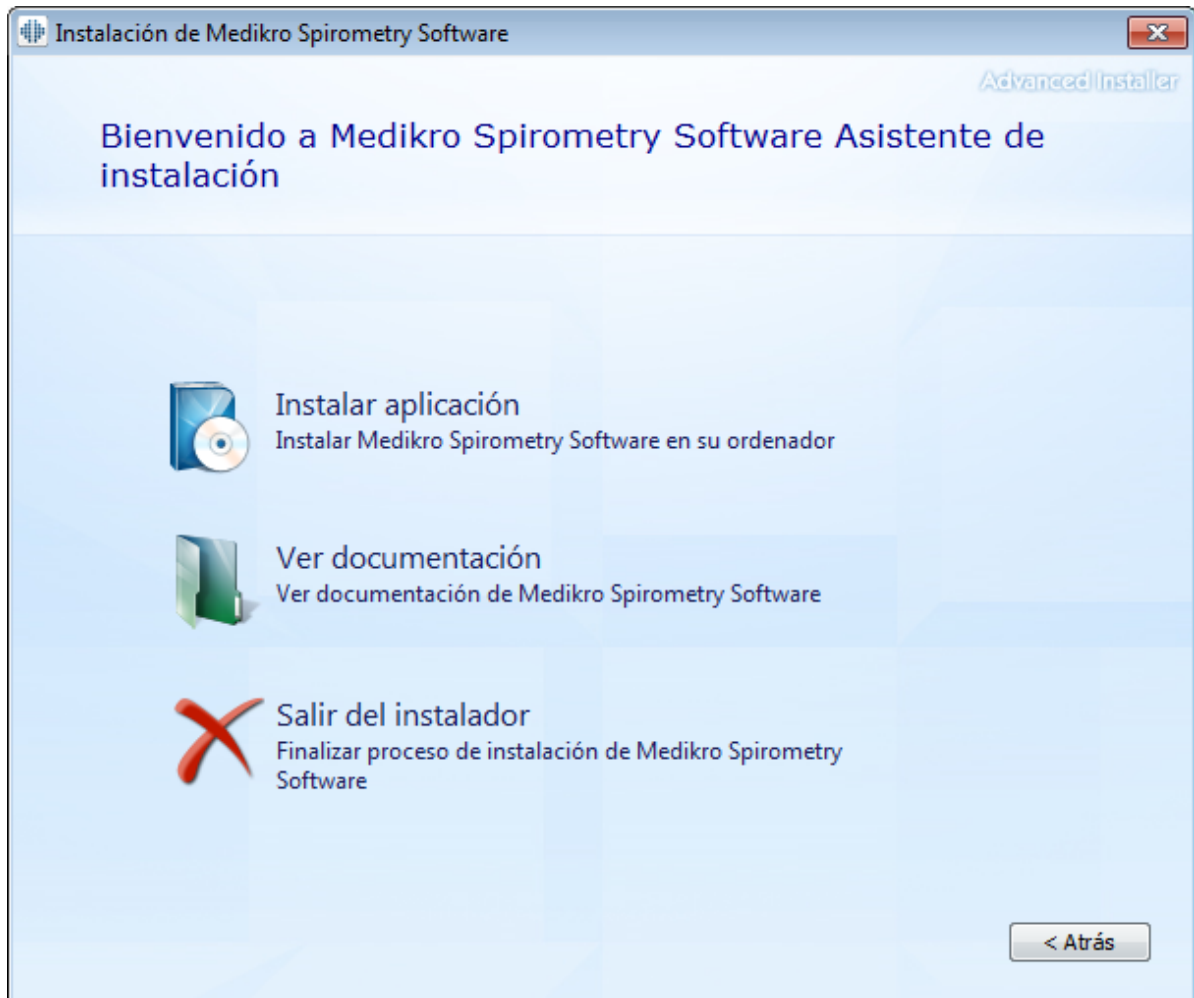 Instalación de Medikro Spirometry Software
Advanced Installer
Bienvenido a Medikro Spirometry Software Asistente de
instalación
Instalar aplicación
Instalar Medikro Spirometry Software en su ordenador
Ver documentación
Ver documentación de Medikro Spirometry Software
Salir del instalador
Finalizar proceso de instalación de Medikro Spirometry
Software
< Atrás